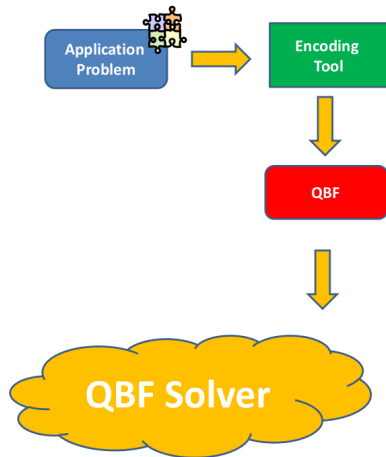 Application
Problem
Encoding
Tool
QBF
QBF Solver